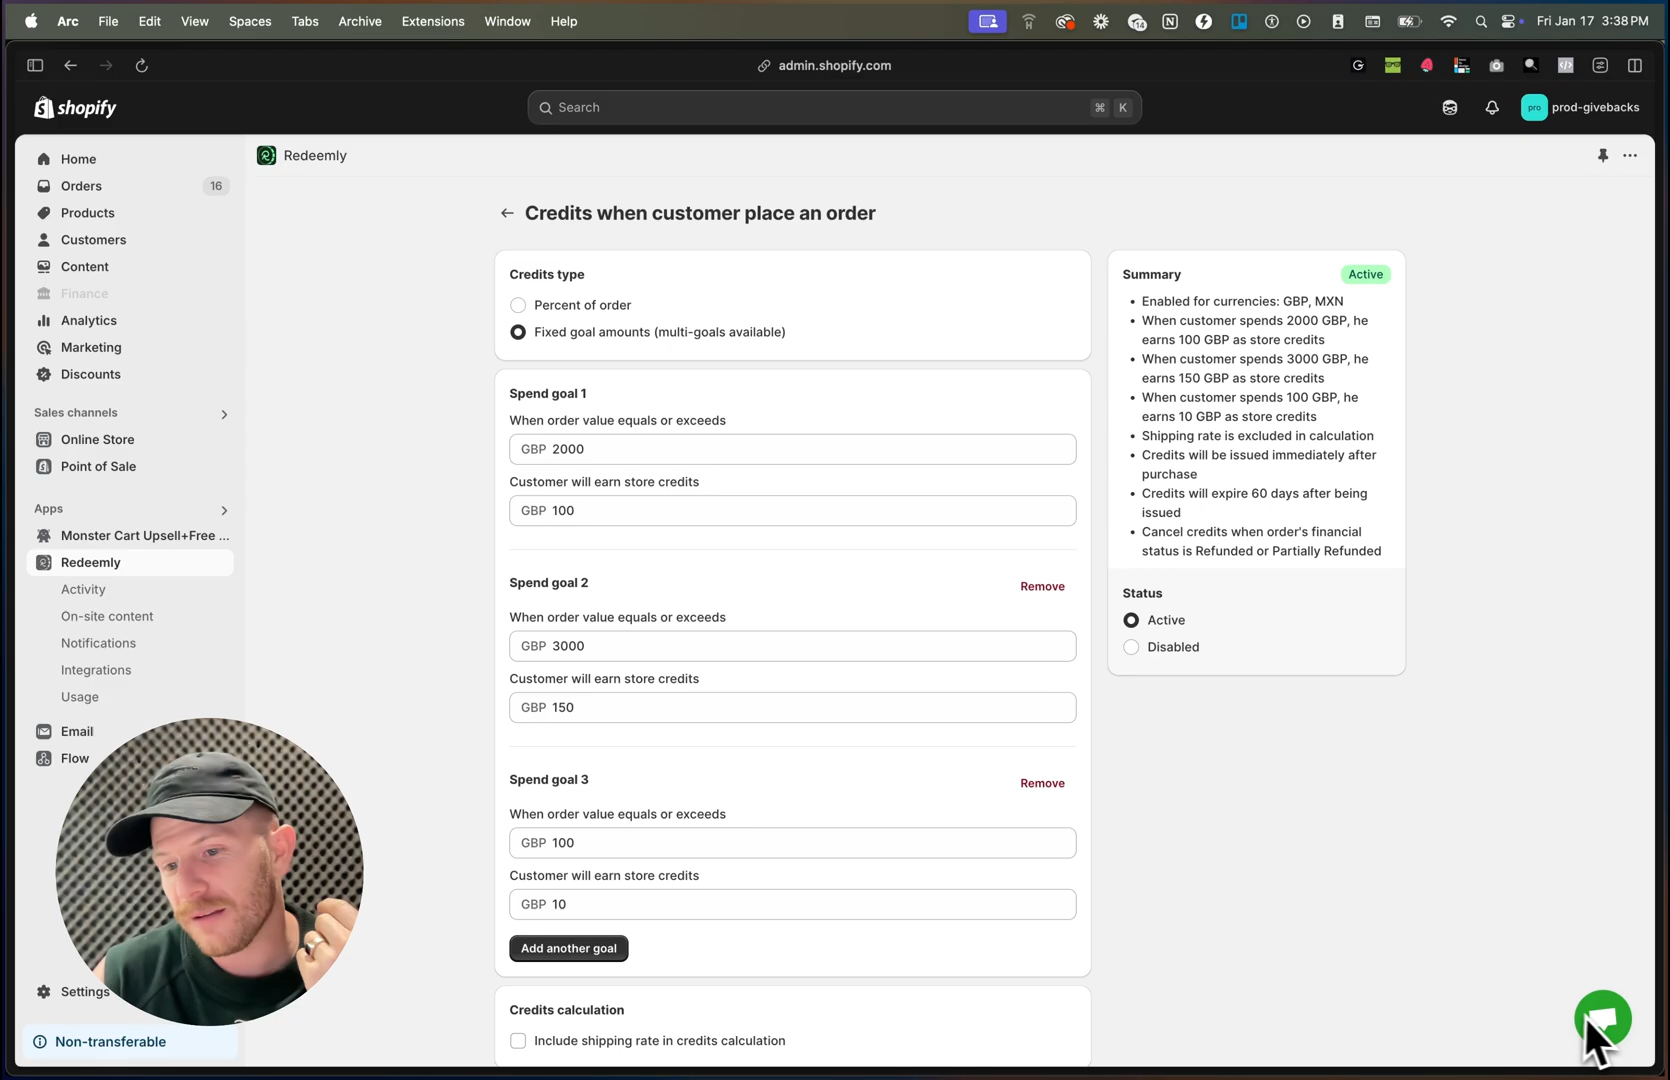 Arc File Edit View Spaces Tabs Archive Extensions Window Help Fri Jan 17 3:38 PM
admin.shopify.com
shopify
Search ⌘ K
pro prod-givebacks
Home
Orders 16
Products
Customers
Content
Finance
Analytics
Marketing
Discounts
Sales channels
Online Store
Point of Sale
Apps
Monster Cart Upsell+Free ...
Redeemly
Activity
On-site content
Notifications
Integrations
Usage
Email
Flow
Settings
Non-transferable
Redeemly
Credits when customer place an order
Credits type
Percent of order
Fixed goal amounts (multi-goals available)
Spend goal 1
When order value equals or exceeds
GBP 2000
Customer will earn store credits
GBP 100
Spend goal 2 Remove
When order value equals or exceeds
GBP 3000
Customer will earn store credits
GBP 150
Spend goal 3 Remove
When order value equals or exceeds
GBP 100
Customer will earn store credits
GBP 10
Add another goal
Credits calculation
Include shipping rate in credits calculation
Summary Active
• Enabled for currencies: GBP, MXN
• When customer spends 2000 GBP, he
earns 100 GBP as store credits
• When customer spends 3000 GBP, he
earns 150 GBP as store credits
• When customer spends 100 GBP, he
earns 10 GBP as store credits
• Shipping rate is excluded in calculation
• Credits will be issued immediately after
purchase
• Credits will expire 60 days after being
issued
• Cancel credits when order's financial
status is Refunded or Partially Refunded
Status
Active
Disabled